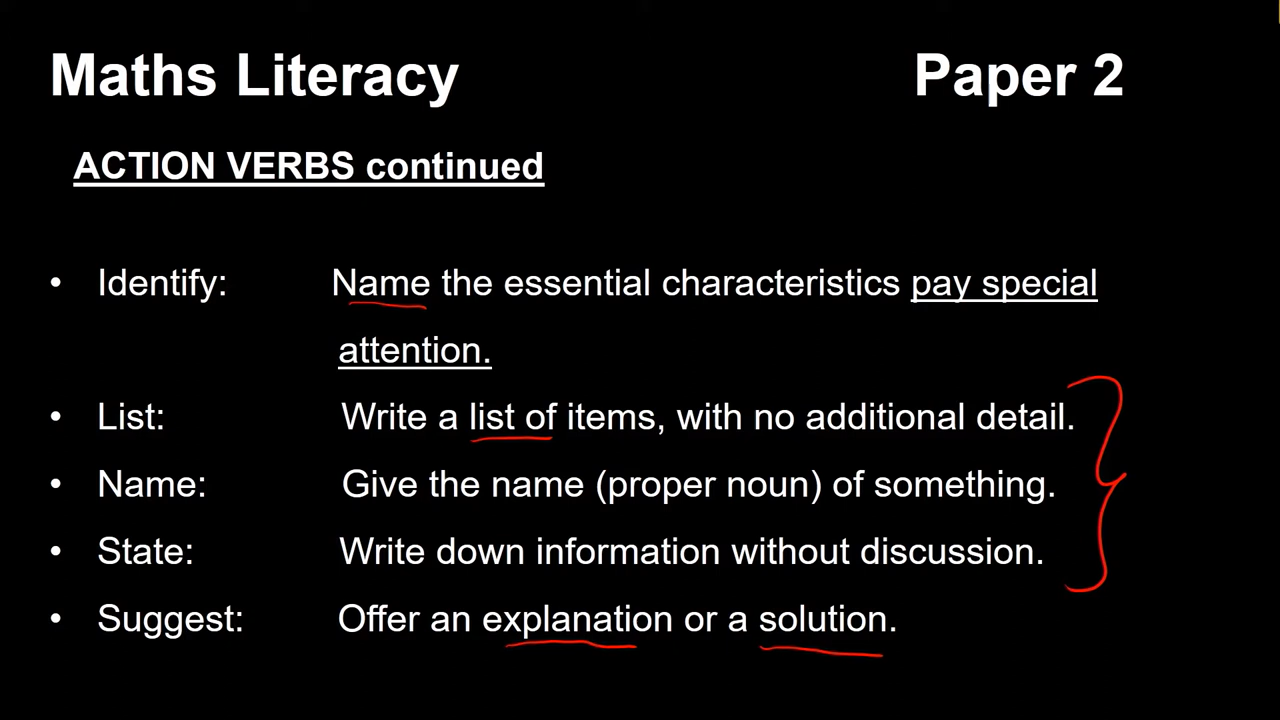 Maths Literacy Paper 2
ACTION VERBS continued
• Identify: Name the essential characteristics pay special
attention.
• List: Write a list of items, with no additional detail.
• Name: Give the name (proper noun) of something.
• State: Write down information without discussion.
• Suggest: Offer an explanation or a solution.